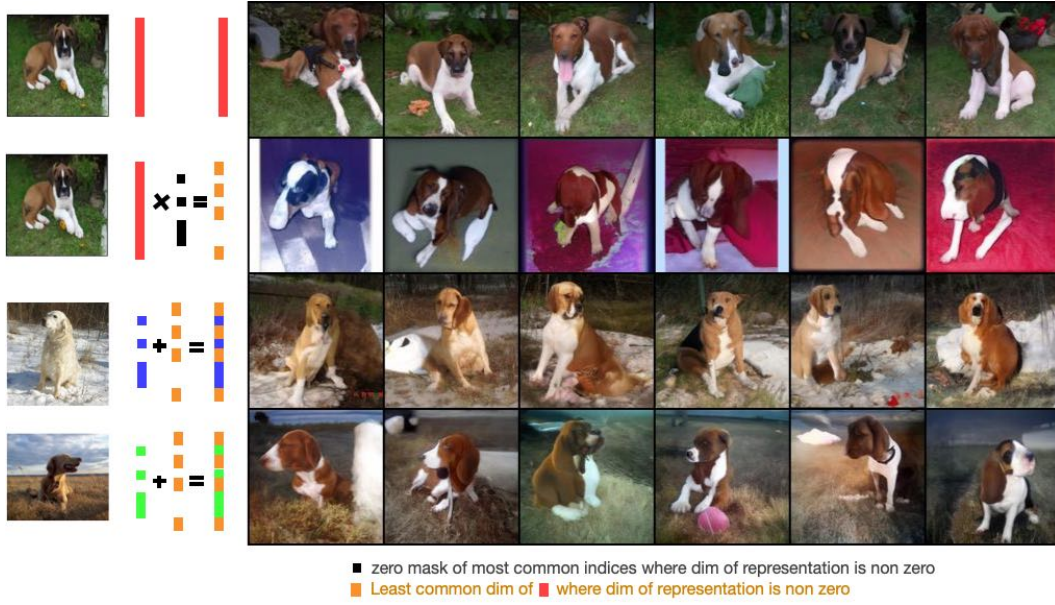 zero mask of most common indices where dim of representation is non zero
Least common dim of where dim of representation is non zero